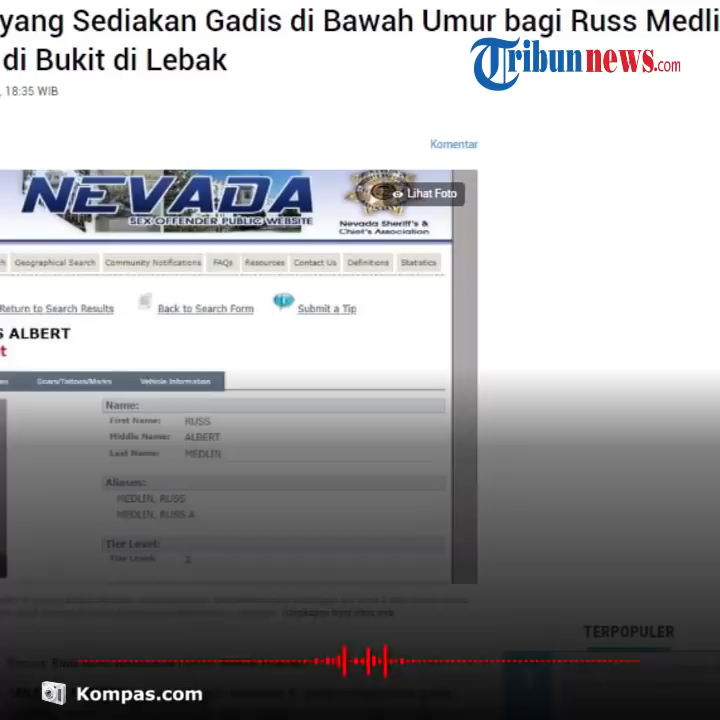 yang Sediakan Gadis di Bawah Umur bagi Russ Medli
di Bukit di Lebak
Tribunnews.com
, 18:35 WIB
Komentar
NEVADA
SEX OFFENDER PUBLIC WEBSITE
Lihat Foto
Nevada Sheriff's &
Chief's Association
Geographical Search Community Notifications FAQs Resources Contact Us Definitions Statistics
Return to Search Results Back to Search Form Submit a Tip
S ALBERT
t
Scars/Tattoos/Marks Vehicle Information
Name:
First Name: RUSS
Middle Name: ALBERT
Last Name: MEDLIN
Aliases:
MEDLIN, RUSS
MEDLIN, RUSS A
Tier Level:
Tier Level: 2
TERPOPULER
Kompas.com